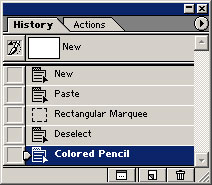 History Actions
New
New
Paste
Rectangular Marquee
Deselect
Colored Pencil